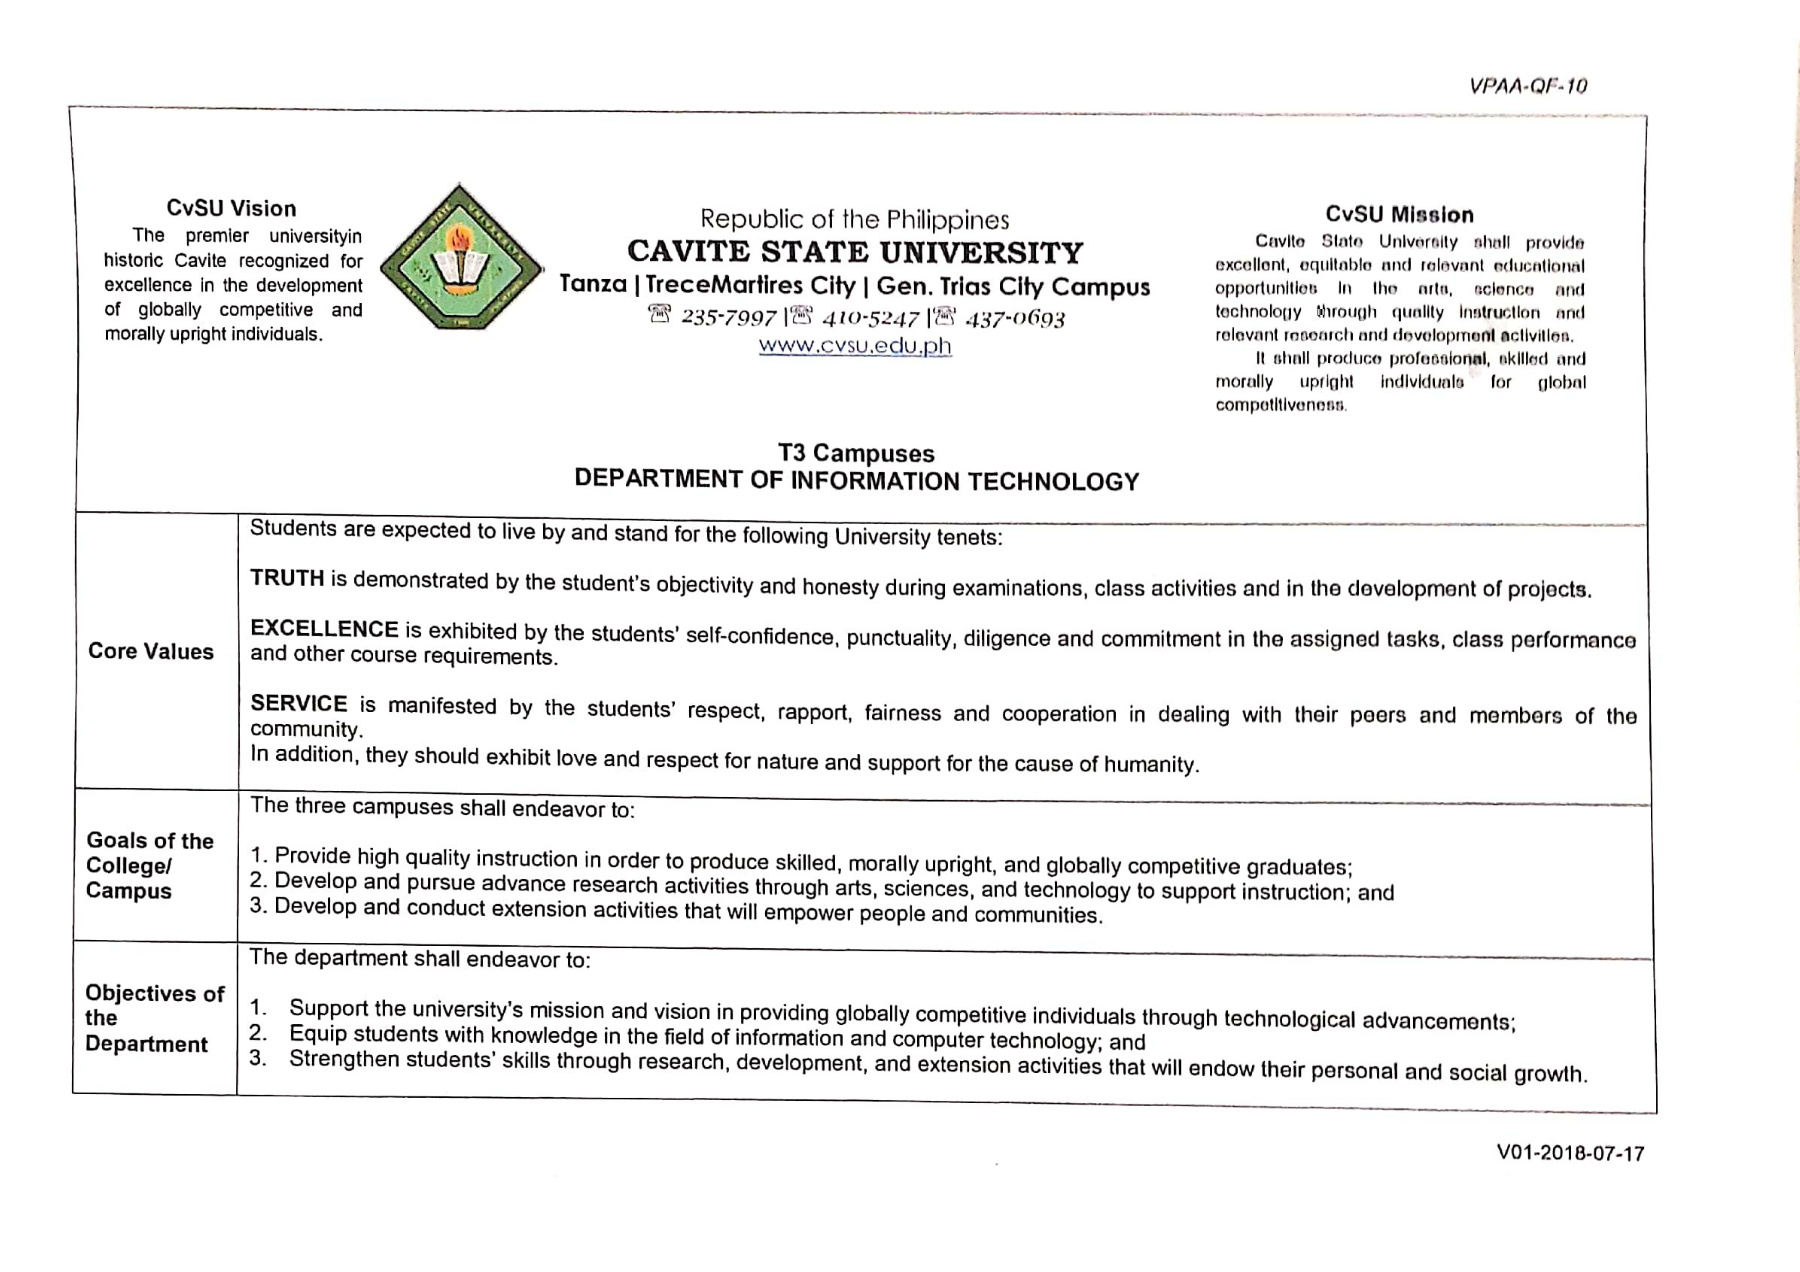 VPAA-QF-10
CvSU Vision
The premier universityin
historic Cavite recognized for
excellence in the development
of globally competitive and
morally upright individuals.
Republic of the Philippines
CAVITE STATE UNIVERSITY
Tanza | TreceMartires City | Gen. Trias City Campus
☎ 235-7997 |☎ 410-5247 |☎ 437-0693
www.cvsu.edu.ph
CvSU Mission
Cavite State University shall provide
excellent, equitable and relevant educational
opportunities in the arts, science and
technology through quality instruction and
relevant research and development activities.
It shall produce professional, skilled and
morally upright individuals for global
competitiveness.
T3 Campuses
DEPARTMENT OF INFORMATION TECHNOLOGY
Core Values
Students are expected to live by and stand for the following University tenets:
TRUTH is demonstrated by the student's objectivity and honesty during examinations, class activities and in the development of projects.
EXCELLENCE is exhibited by the students' self-confidence, punctuality, diligence and commitment in the assigned tasks, class performance
and other course requirements.
SERVICE is manifested by the students' respect, rapport, fairness and cooperation in dealing with their peers and members of the
community.
In addition, they should exhibit love and respect for nature and support for the cause of humanity.
Goals of the
College/
Campus
The three campuses shall endeavor to:
1. Provide high quality instruction in order to produce skilled, morally upright, and globally competitive graduates;
2. Develop and pursue advance research activities through arts, sciences, and technology to support instruction; and
3. Develop and conduct extension activities that will empower people and communities.
Objectives of
the
Department
The department shall endeavor to:
1. Support the university's mission and vision in providing globally competitive individuals through technological advancements;
2. Equip students with knowledge in the field of information and computer technology; and
3. Strengthen students' skills through research, development, and extension activities that will endow their personal and social growth.
V01-2018-07-17